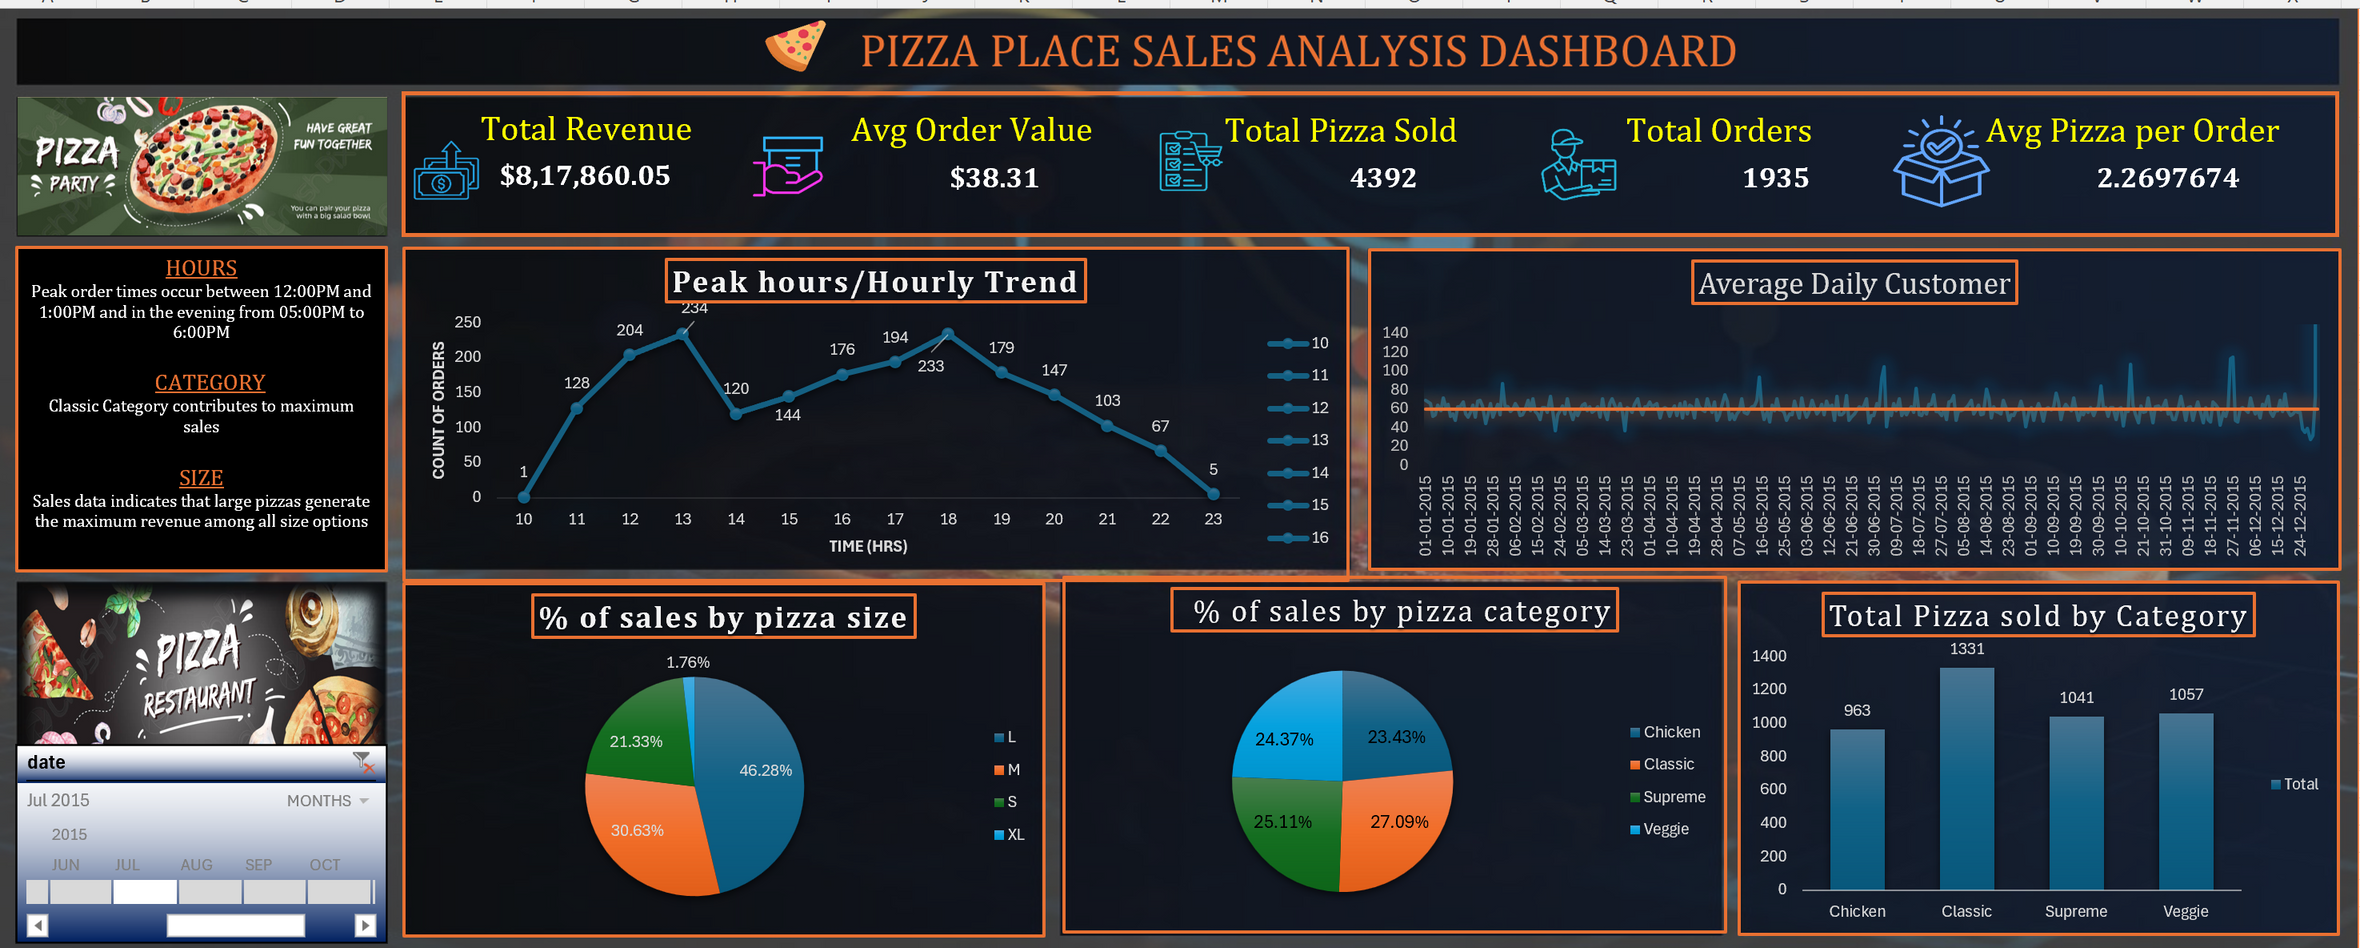 PIZZA PLACE SALES ANALYSIS DASHBOARD
PIZZA
PARTY
HAVE GREAT
FUN TOGETHER
You can pair your pizza
with a big salad bowl
Total Revenue
$8,17,860.05
Avg Order Value
$38.31
Total Pizza Sold
4392
Total Orders
1935
Avg Pizza per Order
2.2697674
HOURS
Peak order times occur between 12:00PM and
1:00PM and in the evening from 05:00PM to
6:00PM
CATEGORY
Classic Category contributes to maximum
sales
SIZE
Sales data indicates that large pizzas generate
the maximum revenue among all size options
Peak hours/Hourly Trend
COUNT OF ORDERS
250
200
150
100
50
0
1
128
204
234
120
144
176
194
233
179
147
103
67
5
10 11 12 13 14 15 16 17 18 19 20 21 22 23
TIME (HRS)
10
11
12
13
14
15
16
Average Daily Customer
140
120
100
80
60
40
20
0
01-01-2015
10-01-2015
19-01-2015
28-01-2015
06-02-2015
15-02-2015
24-02-2015
05-03-2015
14-03-2015
23-03-2015
01-04-2015
10-04-2015
19-04-2015
28-04-2015
07-05-2015
16-05-2015
25-05-2015
03-06-2015
12-06-2015
21-06-2015
30-06-2015
09-07-2015
18-07-2015
27-07-2015
05-08-2015
14-08-2015
23-08-2015
01-09-2015
10-09-2015
19-09-2015
30-09-2015
10-10-2015
21-10-2015
31-10-2015
09-11-2015
18-11-2015
27-11-2015
06-12-2015
15-12-2015
24-12-2015
PIZZA
RESTAURANT
date
Jul 2015
MONTHS
2015
JUN JUL AUG SEP OCT
% of sales by pizza size
1.76%
21.33%
46.28%
30.63%
L
M
S
XL
% of sales by pizza category
24.37%
23.43%
25.11%
27.09%
Chicken
Classic
Supreme
Veggie
Total Pizza sold by Category
1400
1200
1000
800
600
400
200
0
963
1331
1041
1057
Chicken Classic Supreme Veggie
Total